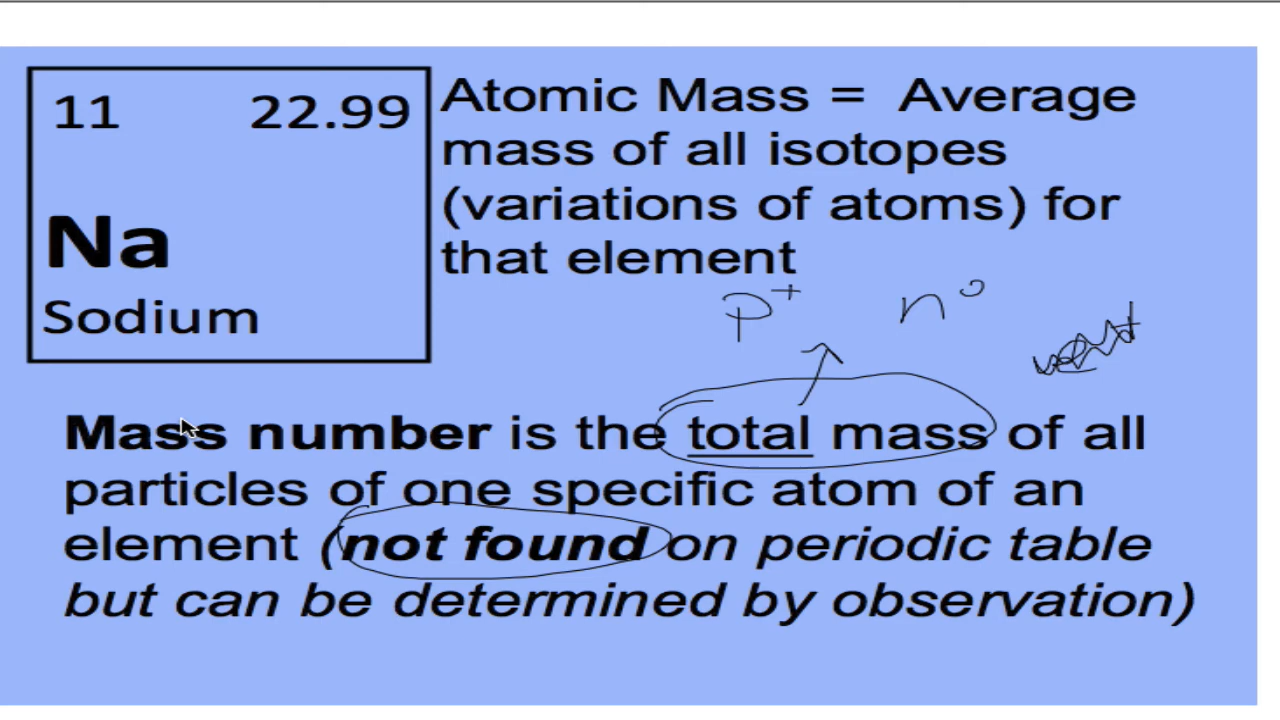 11 22.99
Na
Sodium
Atomic Mass = Average
mass of all isotopes
(variations of atoms) for
that element
p+ n°
Mass number is the total mass of all
particles of one specific atom of an
element (not found on periodic table
but can be determined by observation)